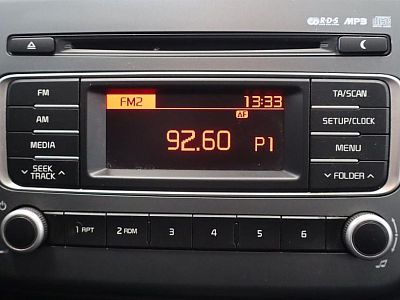 R·D·S MP3
FM FM2 13:33 TA/SCAN
AF
AM 92.60 P1 SETUP/CLOCK
MEDIA MENU
SEEK TRACK FOLDER
1 RPT 2 RDM 3 4 5 6